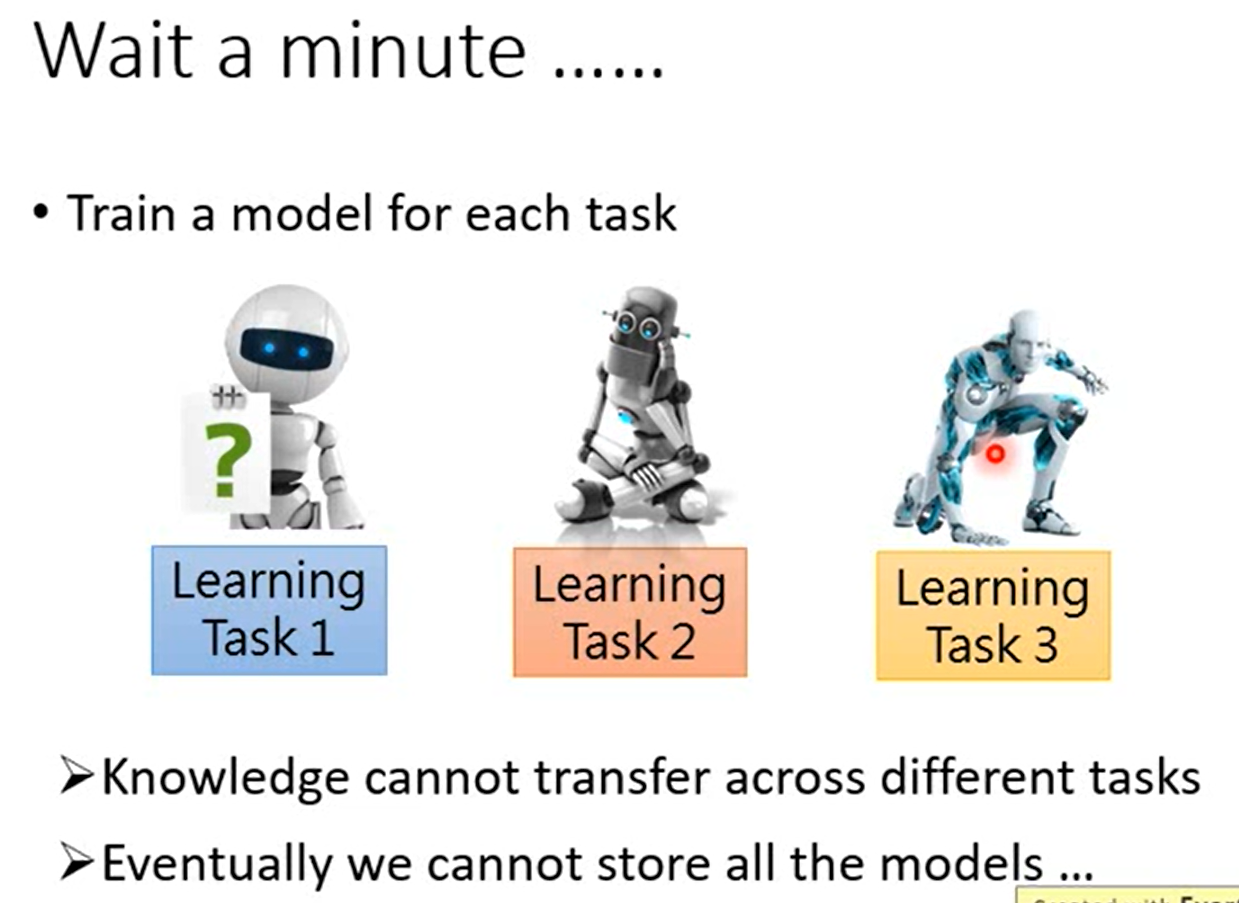 Wait a minute ……
• Train a model for each task
?
Learning
Task 1
Learning
Task 2
Learning
Task 3
➢Knowledge cannot transfer across different tasks
➢Eventually we cannot store all the models …